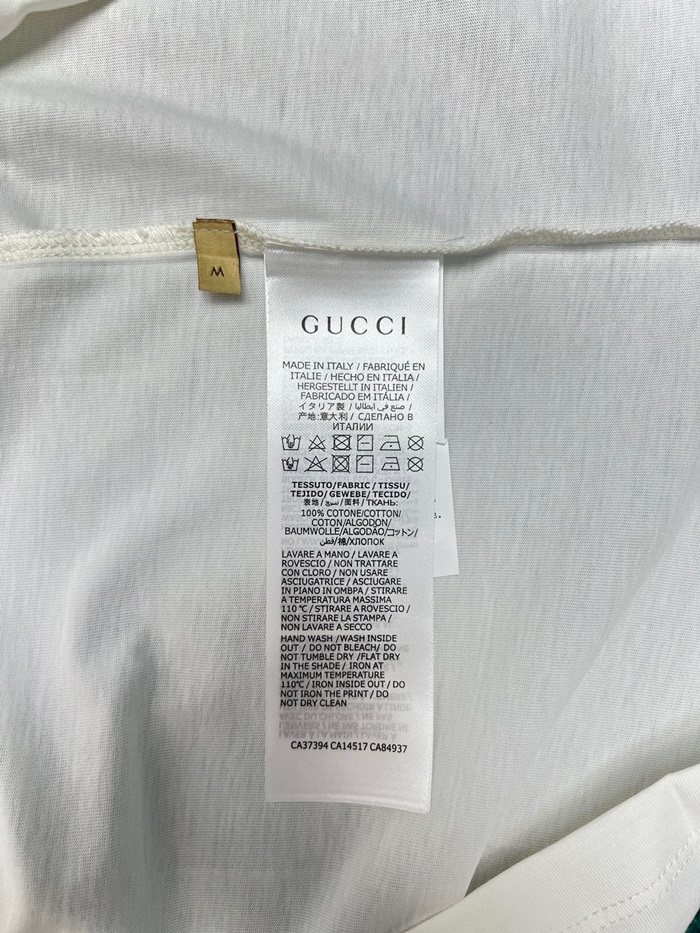 M
GUCCI
MADE IN ITALY / FABRIQUÉ EN
ITALIE / HECHO EN ITALIA /
HERGESTELLT IN ITALIEN /
FABRICADO EM ITÁLIA /
イタリア製 / صنع في ايطاليا /
产地:意大利 / СДЕЛАНО В
ИТАЛИИ
TESSUTO/FABRIC / TISSU/
TEJIDO/ GEWEBE/ TECIDO/
表地/ نسيج /面料/ ТКАНЬ:
100% COTONE/COTTON/
COTON/ALGODON/
BAUMWOLLE/ALGODÃO/コットン/
قطن/棉/ХЛОПОК
LAVARE A MANO / LAVARE A
ROVESCIO / NON TRATTARE
CON CLORO / NON USARE
ASCIUGATRICE / ASCIUGARE
IN PIANO IN OMBPA / STIRARE
A TEMPERATURA MASSIMA
110 ℃ / STIRARE A ROVESCIO /
NON STIRARE LA STAMPA /
NON LAVARE A SECCO
HAND WASH /WASH INSIDE
OUT / DO NOT BLEACH/ DO
NOT TUMBLE DRY /FLAT DRY
IN THE SHADE / IRON AT
MAXIMUM TEMPERATURE
110℃ / IRON INSIDE OUT / DO
NOT IRON THE PRINT / DO
NOT DRY CLEAN
CA37394 CA14517 CA84937